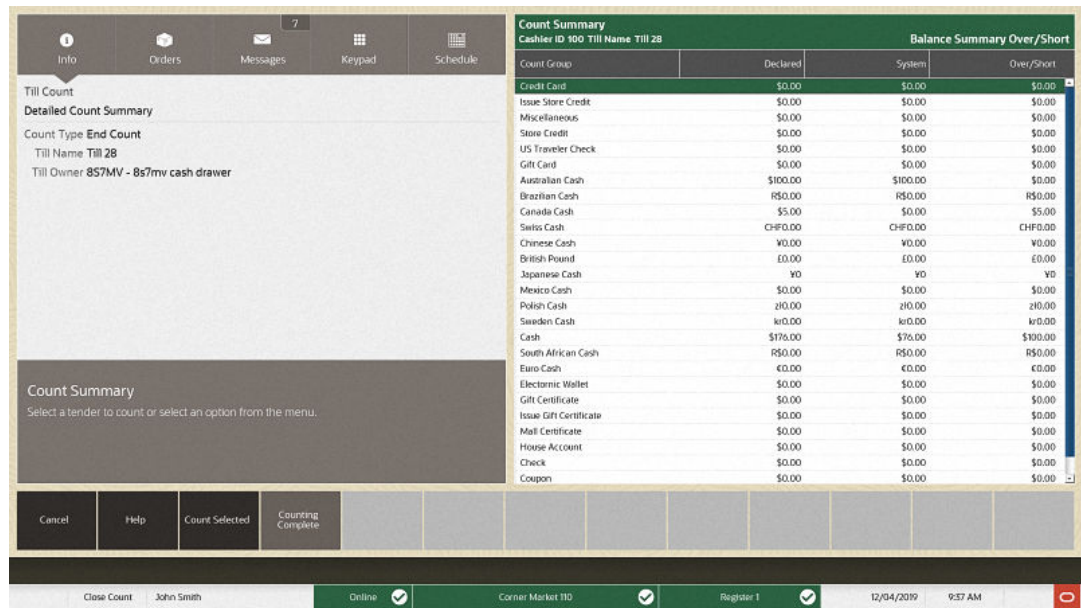 7
Info Orders Messages Keypad Schedule
Till Count
Detailed Count Summary
Count Type End Count
Till Name Till 28
Till Owner 8S7MV - 8s7mv cash drawer
Count Summary
Select a tender to count or select an option from the menu.
Count Summary
Cashier ID 100 Till Name Till 28 Balance Summary Over/Short
Count Group Declared System Over/Short
Credit Card $0.00 $0.00 $0.00
Issue Store Credit $0.00 $0.00 $0.00
Miscellaneous $0.00 $0.00 $0.00
Store Credit $0.00 $0.00 $0.00
US Traveler Check $0.00 $0.00 $0.00
Gift Card $0.00 $0.00 $0.00
Australian Cash $100.00 $100.00 $0.00
Brazilian Cash R$0.00 R$0.00 R$0.00
Canada Cash $5.00 $0.00 $5.00
Swiss Cash CHF0.00 CHF0.00 CHF0.00
Chinese Cash ¥0.00 ¥0.00 ¥0.00
British Pound £0.00 £0.00 £0.00
Japanese Cash ¥0 ¥0 ¥0
Mexico Cash $0.00 $0.00 $0.00
Polish Cash zł0.00 zł0.00 zł0.00
Sweden Cash kr0.00 kr0.00 kr0.00
Cash $176.00 $76.00 $100.00
South African Cash R$0.00 R$0.00 R$0.00
Euro Cash €0.00 €0.00 €0.00
Electornic Wallet $0.00 $0.00 $0.00
Gift Certificate $0.00 $0.00 $0.00
Issue Gift Certificate $0.00 $0.00 $0.00
Mall Certificate $0.00 $0.00 $0.00
House Account $0.00 $0.00 $0.00
Check $0.00 $0.00 $0.00
Coupon $0.00 $0.00 $0.00
Cancel Help Count Selected Counting
Complete
Close Count John Smith Online Corner Market 110 Register 1 12/04/2019 9:37 AM